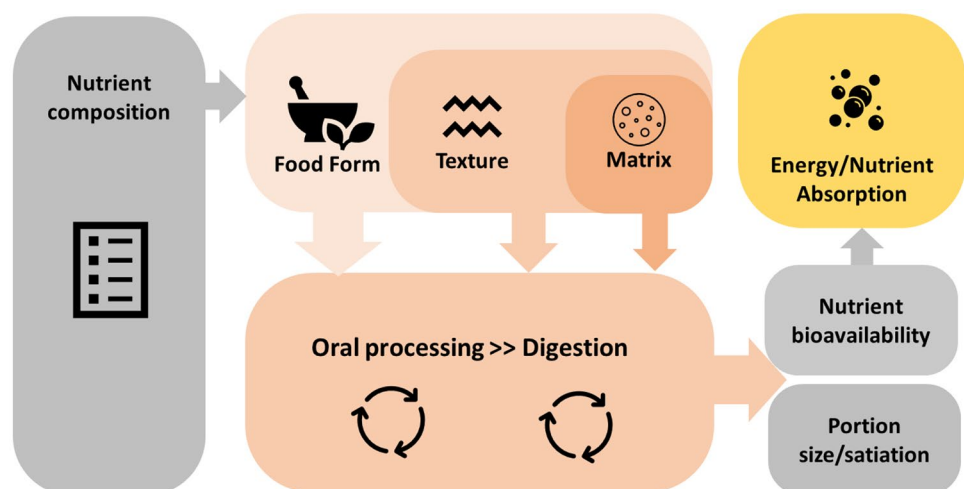 Nutrient
composition
Food Form
Texture
Matrix
Energy/Nutrient
Absorption
Oral processing >> Digestion
Nutrient
bioavailability
Portion
size/satiation